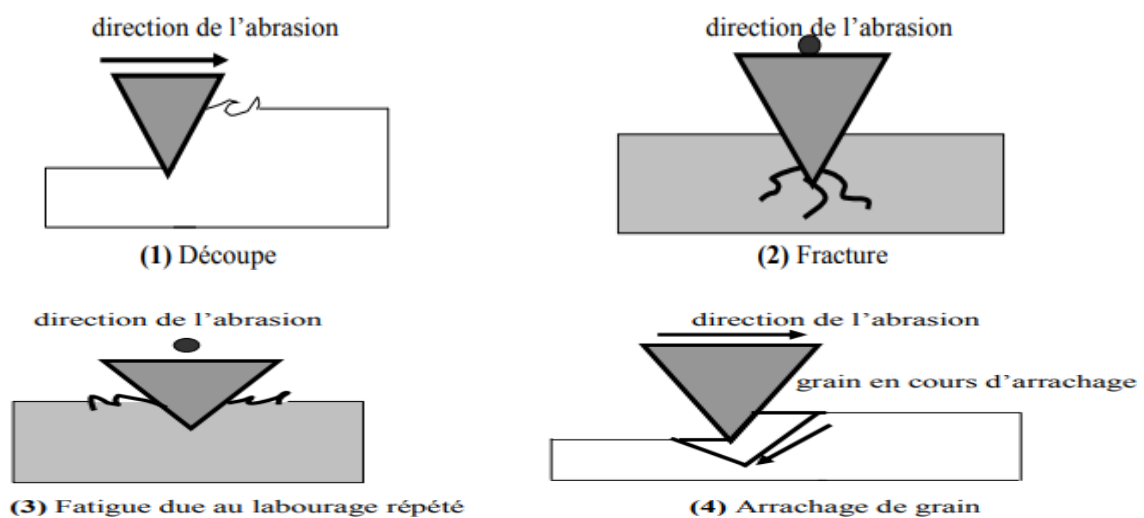 direction de l'abrasion
direction de l'abrasion
(1) Découpe
(2) Fracture
direction de l'abrasion
direction de l'abrasion
grain en cours d'arrachage
(3) Fatigue due au labourage répété
(4) Arrachage de grain